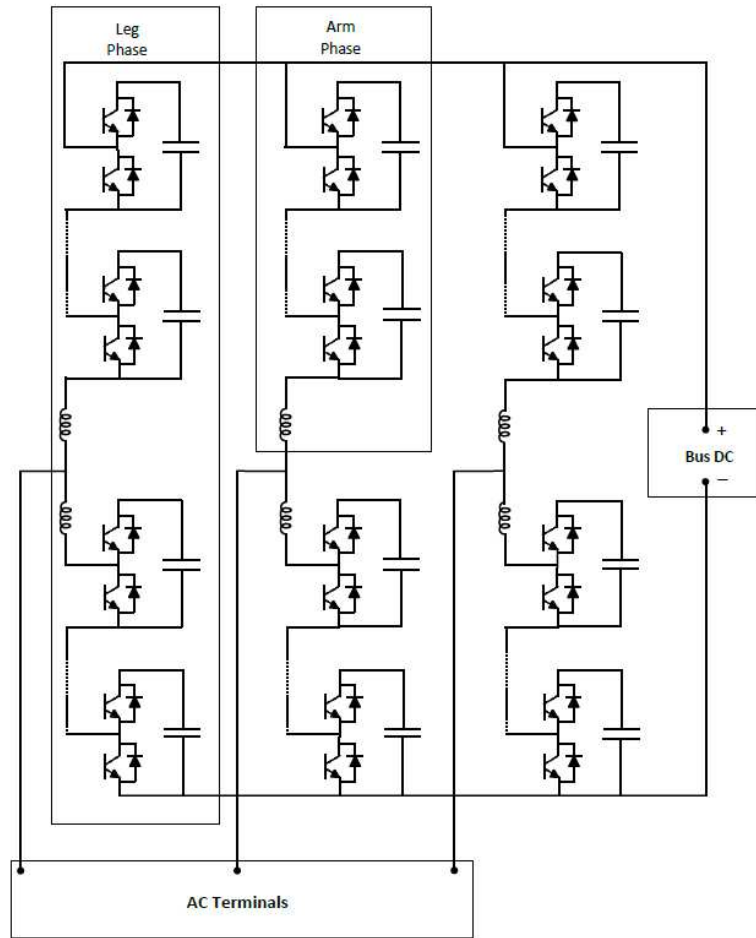 Leg
Phase
Arm
Phase
+
Bus DC
−
AC Terminals